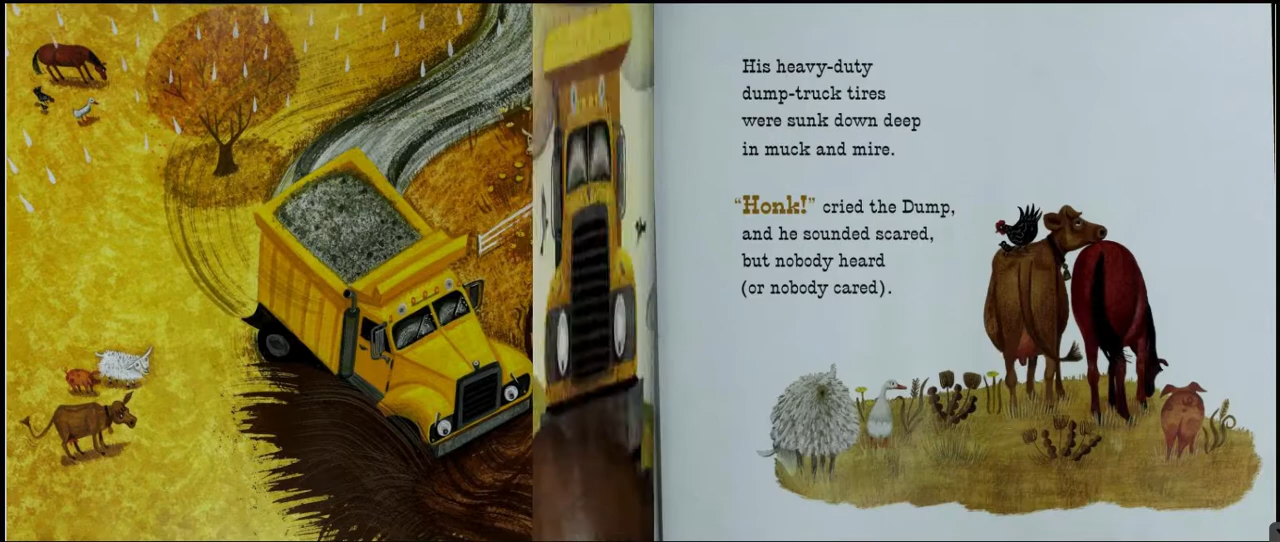 His heavy-duty
dump-truck tires
were sunk down deep
in muck and mire.
“Honk!” cried the Dump,
and he sounded scared,
but nobody heard
(or nobody cared).